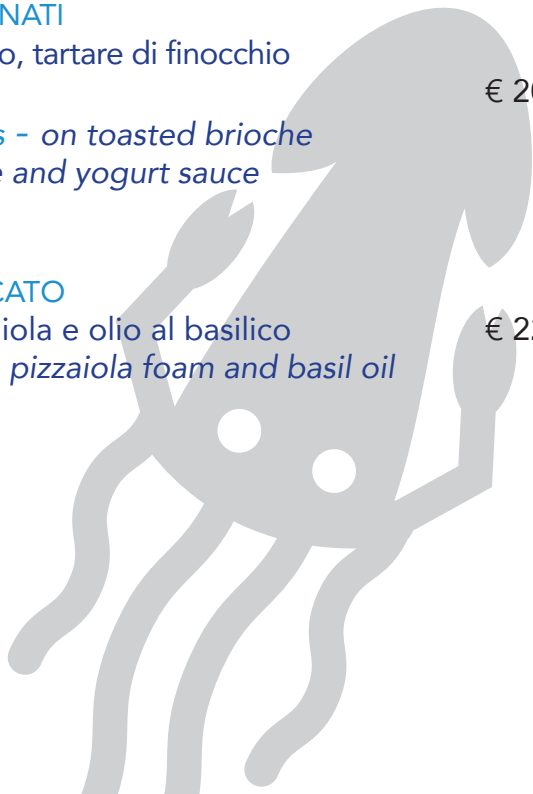 NATI
o, tartare di finocchio
€ 20
s - on toasted brioche
e and yogurt sauce
CATO
iola e olio al basilico
€ 22
pizzaiola foam and basil oil